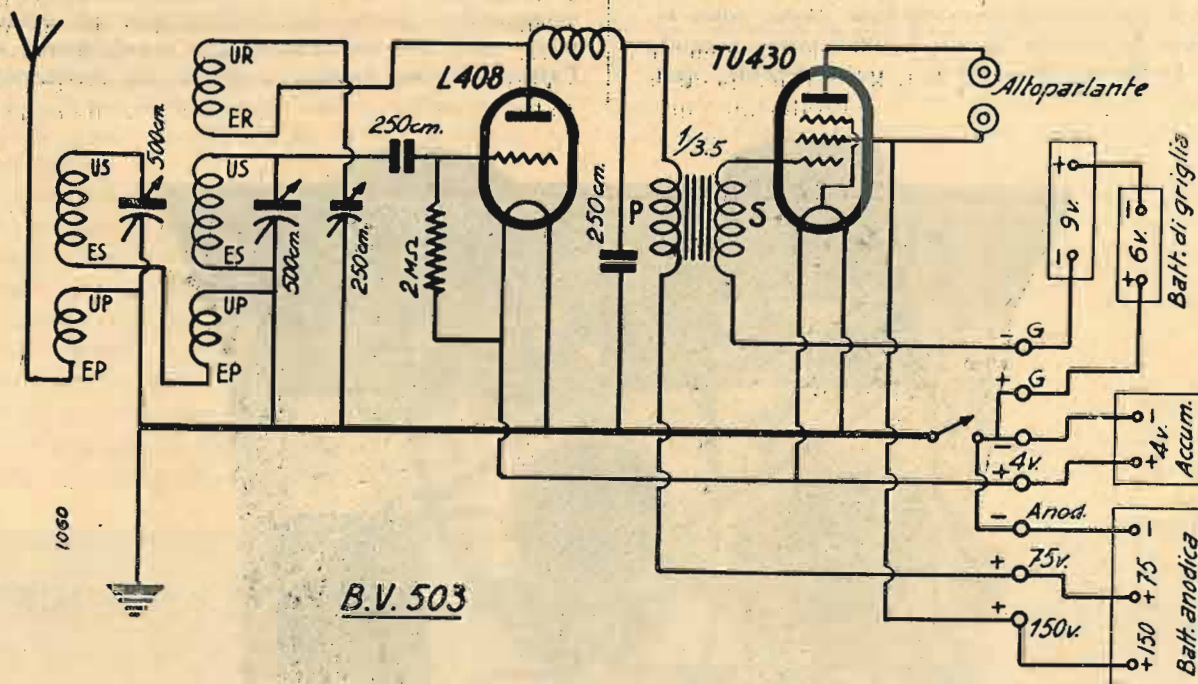 UR
L408
TU430
Altoparlante
ER
250cm.
1/3.5
500cm.
US
US
ES
ES
P
S
250cm.
2MΩ
500cm.
250cm.
UP
UP
EP
EP
+ 9v. -
- 6v. +
Batt. di griglia
- G
+ G
- 4v. +
- +
4v.
Accum.
1060
B.V. 503
- Anod. -
+ 75v. + 75
+ 150v. + 150
Batt. anodica